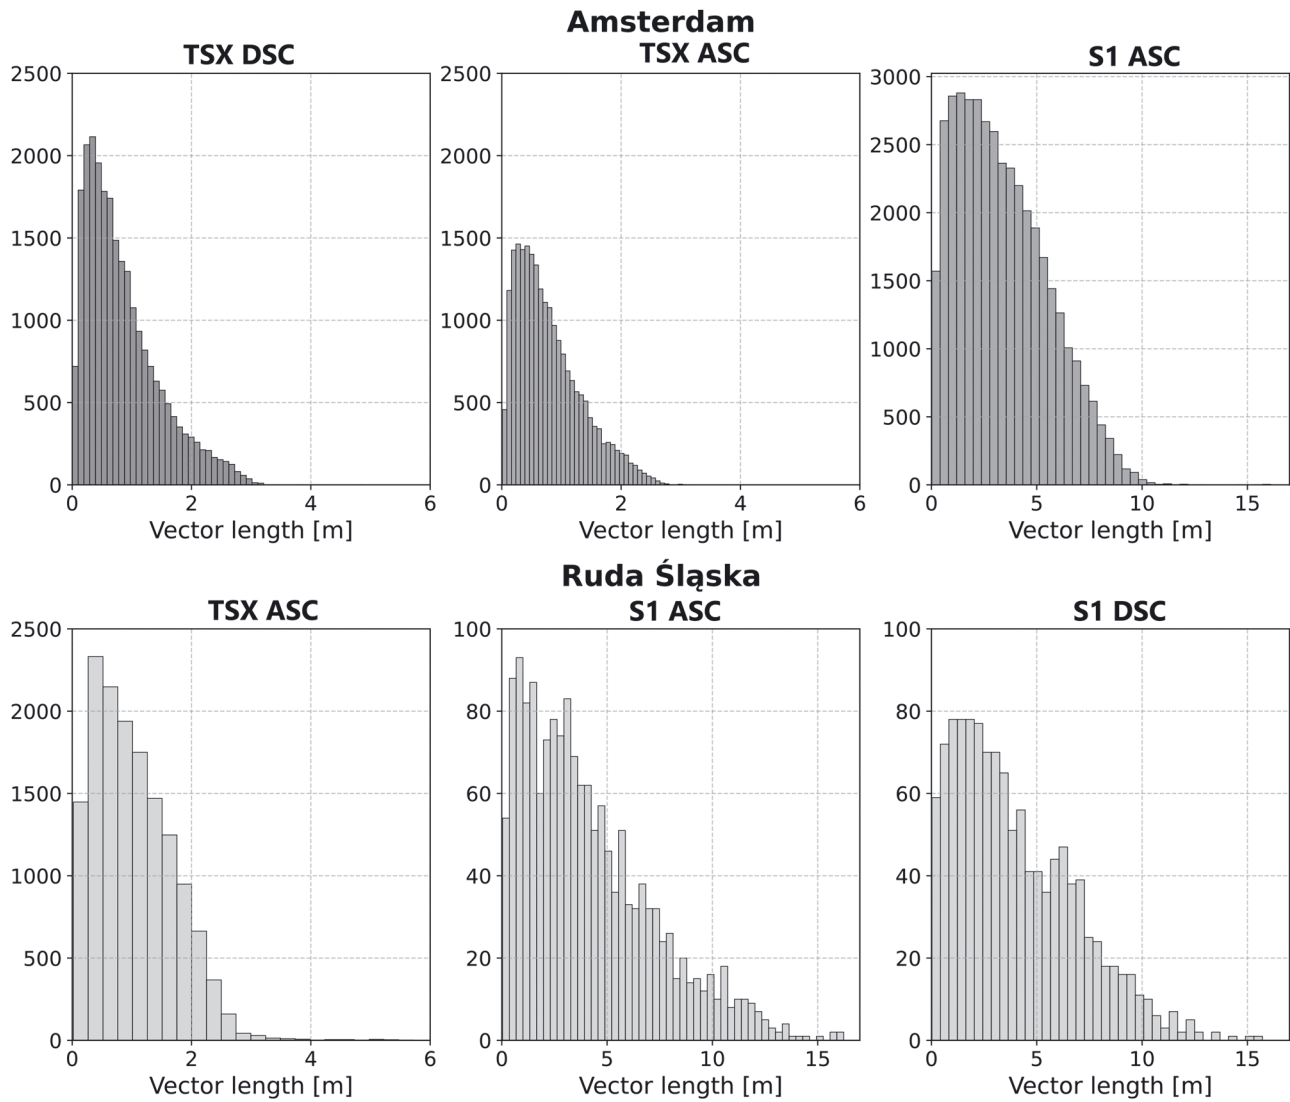 Amsterdam
TSX DSC
TSX ASC
S1 ASC
2500
2000
1500
1000
500
0
0 2 4 6
Vector length [m]
2500
2000
1500
1000
500
0
0 2 4 6
Vector length [m]
3000
2500
2000
1500
1000
500
0
0 5 10 15
Vector length [m]
Ruda Śląska
TSX ASC
S1 ASC
S1 DSC
2500
2000
1500
1000
500
0
0 2 4 6
Vector length [m]
100
80
60
40
20
0
0 5 10 15
Vector length [m]
100
80
60
40
20
0
0 5 10 15
Vector length [m]